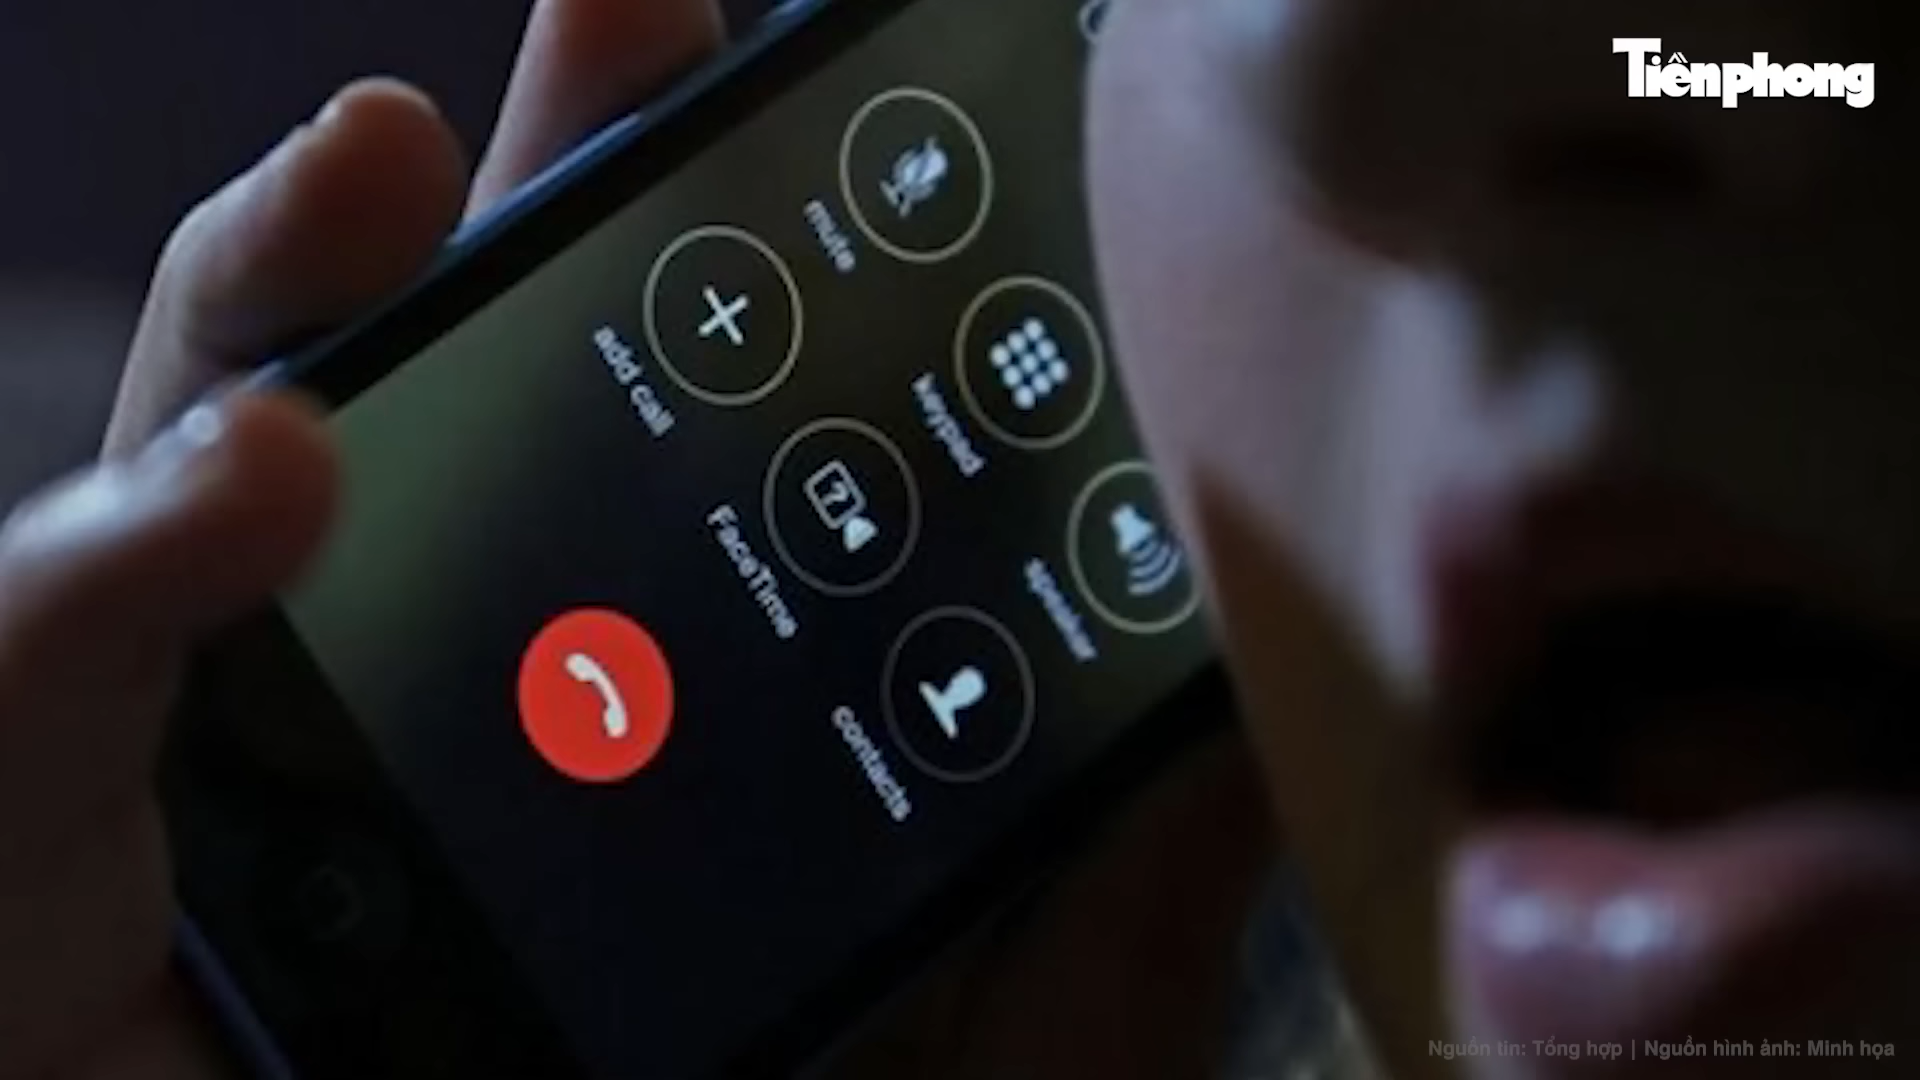 Tiềnphong
mute
add call
keypad
FaceTime
speaker
contacts
Nguồn tin: Tổng hợp | Nguồn hình ảnh: Minh họa